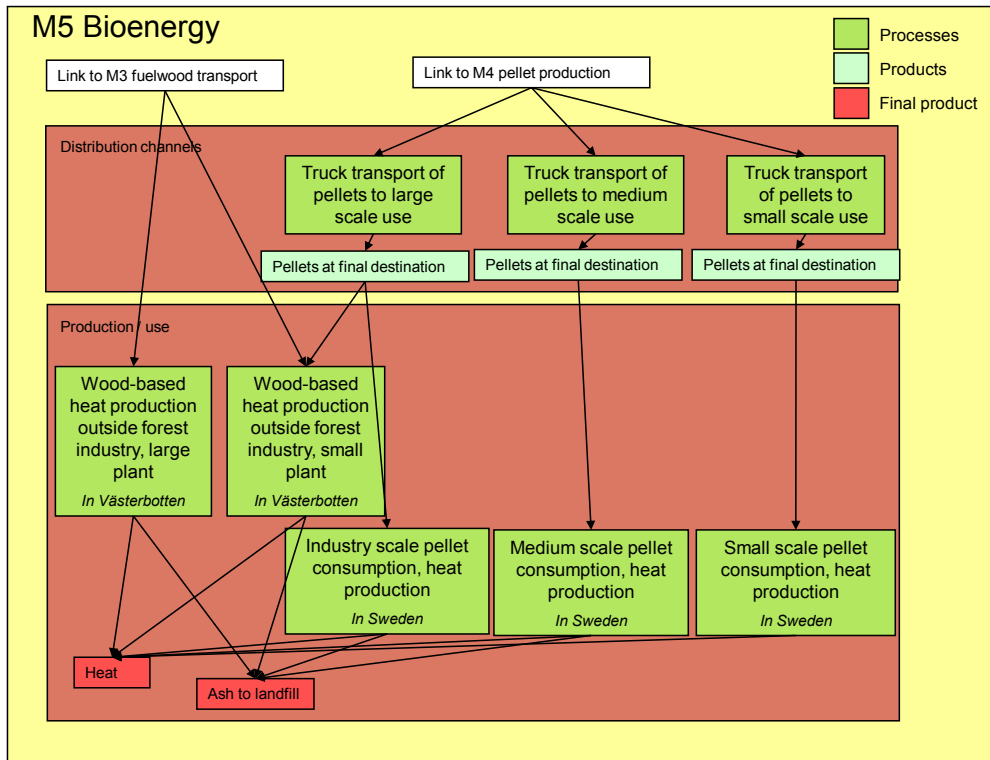 M5 Bioenergy
Processes
Products
Final product
Link to M3 fuelwood transport
Link to M4 pellet production
Distribution channels
Truck transport of
pellets to large
scale use
Truck transport of
pellets to medium
scale use
Truck transport
of pellets to
small scale use
Pellets at final destination
Pellets at final destination
Pellets at final destination
Production / use
Wood-based
heat production
outside forest
industry, large
plant
In Västerbotten
Wood-based
heat production
outside forest
industry, small
plant
In Västerbotten
Industry scale pellet
consumption, heat
production
In Sweden
Medium scale pellet
consumption, heat
production
In Sweden
Small scale pellet
consumption, heat
production
In Sweden
Heat
Ash to landfill